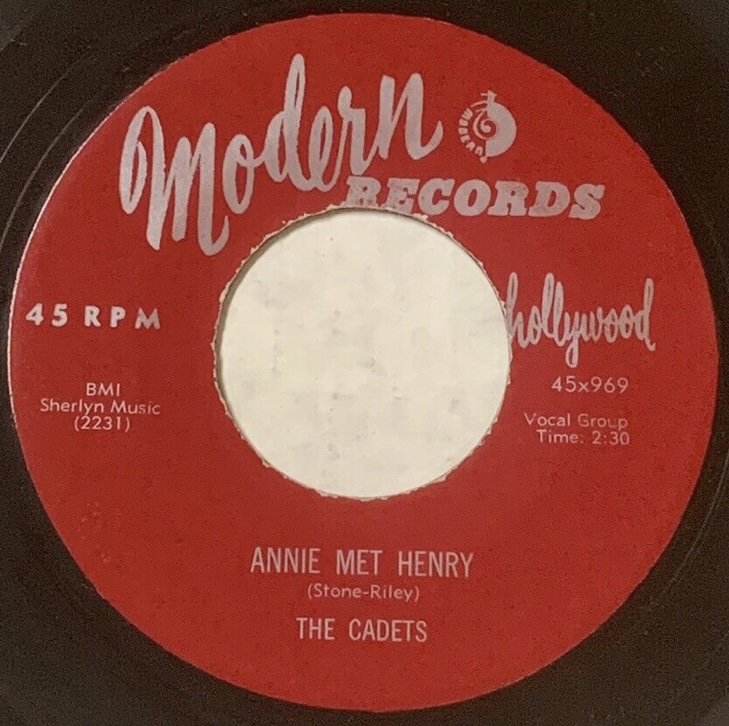 Modern
MODERN
RECORDS
hollywood
45 RPM
45x969
BMI
Sherlyn Music
(2231)
Vocal Group
Time: 2:30
ANNIE MET HENRY
(Stone-Riley)
THE CADETS